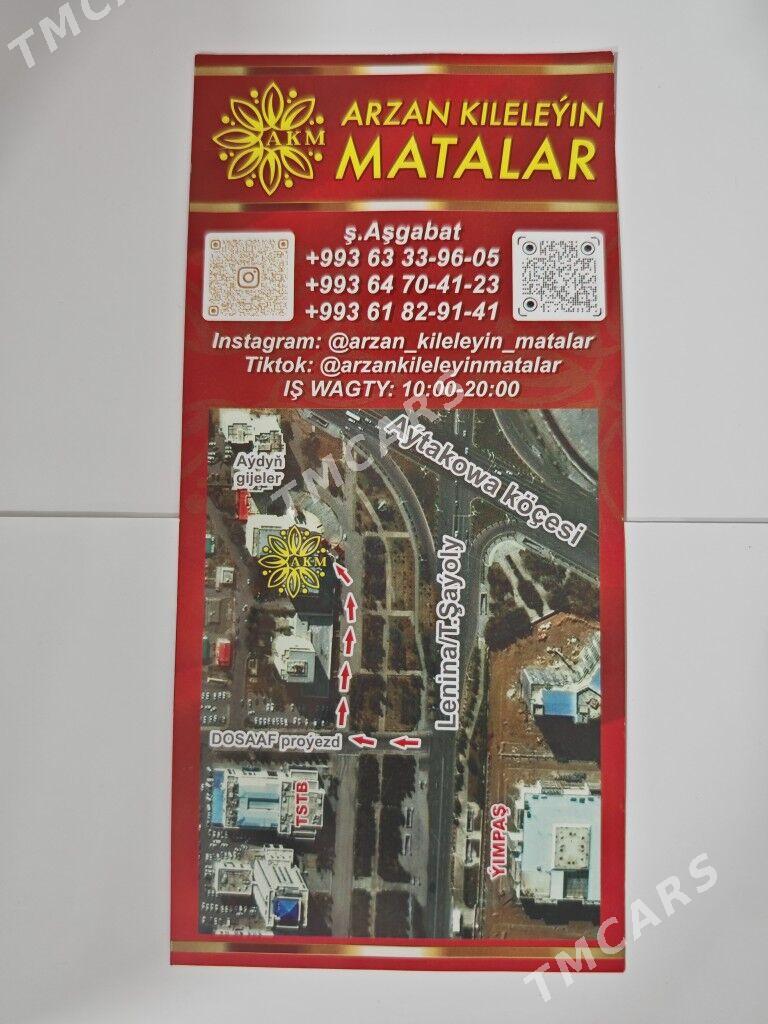 TMCARS
AKM
ARZAN KILELEÝIN
MATALAR
ş.Aşgabat
+993 63 33-96-05
+993 64 70-41-23
+993 61 82-91-41
Instagram: @arzan_kileleyin_matalar
Tiktok: @arzankileleyinmatalar
IŞ WAGTY: 10:00-20:00
TMCARS
Aýtakowa köçesi
Aýdyň
gijeler
AKM
Lenina/T.Şaýoly
DOSAAF proýezd
TSTB
ÝIMPAŞ
TMCARS